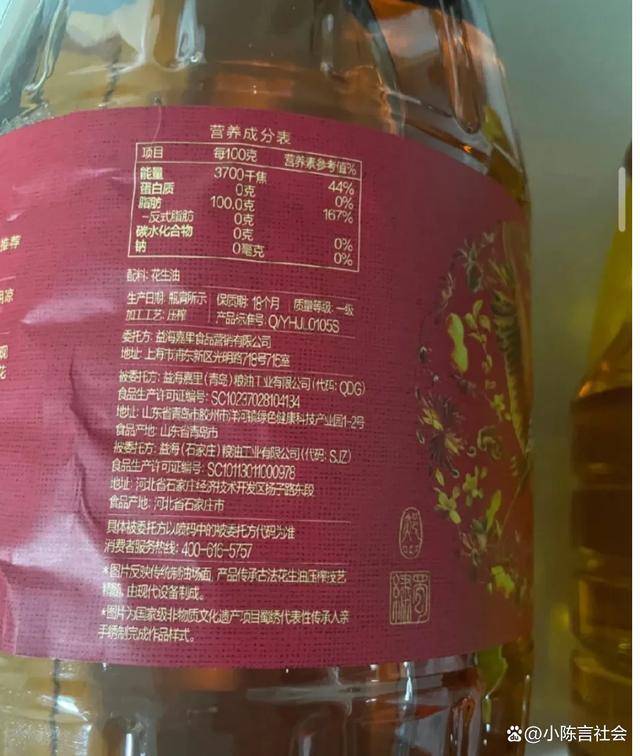 营养成分表
项目 每100克 营养素参考值%
能量 3700千焦 44%
蛋白质 0克 0%
脂肪 100.0克 167%
-反式脂肪 0克
碳水化合物 0克 0%
钠 0毫克 0%
配料: 花生油
生产日期: 瓶肩所示 保质期: 18个月 质量等级: 一级
加工工艺: 压榨 产品标准号: Q/YHJL0105S
委托方: 益海嘉里食品营销有限公司
地址: 上海市浦东新区光明路718号715室
被委托方: 益海嘉里(青岛)粮油工业有限公司(代码: QDG)
食品生产许可证编号: SC10237028104134
地址: 山东省青岛市胶州市洋河镇绿色健康科技产业园1-2号
食品产地: 山东省青岛市
被委托方: 益海(石家庄)粮油工业有限公司(代码: SJZ)
食品生产许可证编号: SC10113011000978
地址: 河北省石家庄经济技术开发区扬子路东段
食品产地: 河北省石家庄市
具体被委托方以喷码中的被委托方代码为准
消费者服务热线: 400-616-5757
*图片反映传统制油场面, 产品传承古法花生油压榨技艺
精髓, 由现代设备制成。
*图片为国家级非物质文化遗产项目蜀绣代表性传承人亲
手绣制完成作品样式。
推荐
凉
花
@小陈言社会